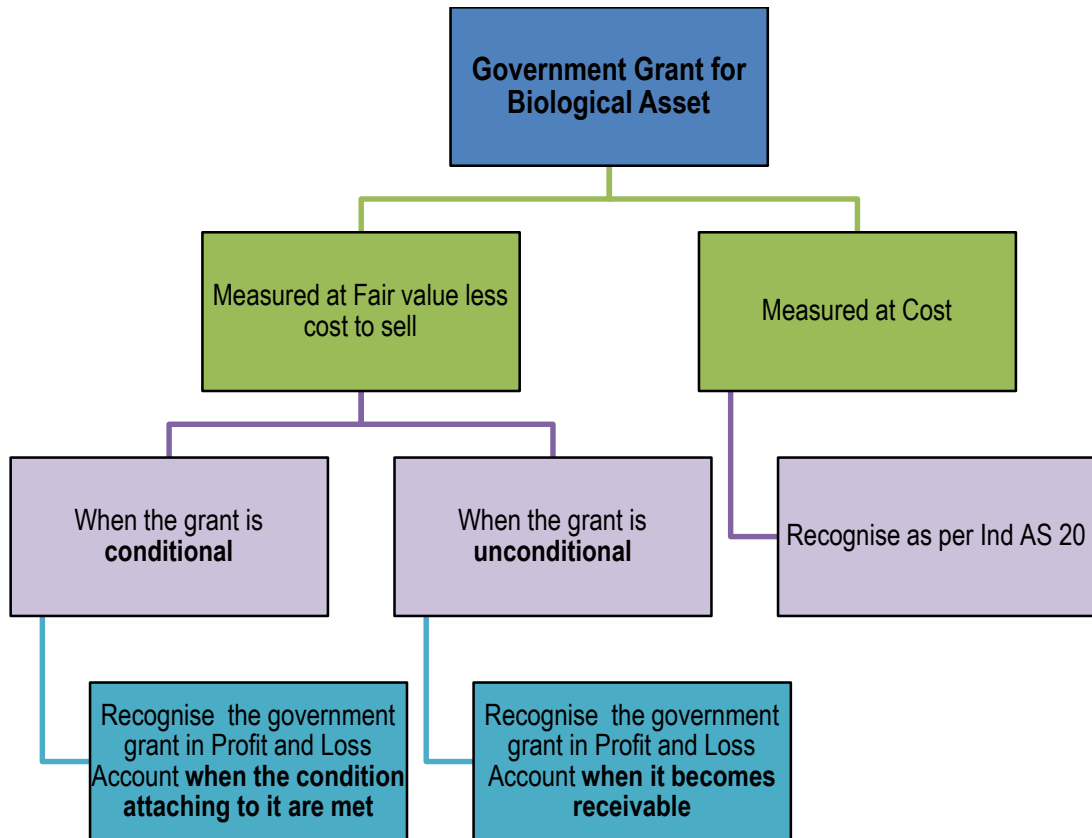 Government Grant for
Biological Asset
Measured at Fair value less
cost to sell
Measured at Cost
When the grant is
conditional
When the grant is
unconditional
Recognise as per Ind AS 20
Recognise the government
grant in Profit and Loss
Account when the condition
attaching to it are met
Recognise the government
grant in Profit and Loss
Account when it becomes
receivable